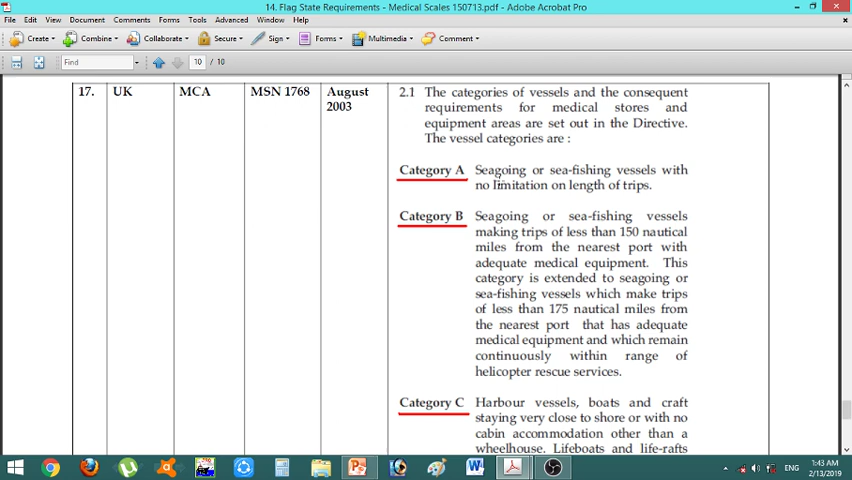 14. Flag State Requirements - Medical Scales 150713.pdf - Adobe Acrobat Pro
File Edit View Document Comments Forms Tools Advanced Window Help
Create Combine Collaborate Secure Sign Forms Multimedia Comment
Find 10 / 10
17. UK MCA MSN 1768 August 2003
2.1 The categories of vessels and the consequent
requirements for medical stores and
equipment areas are set out in the Directive.
The vessel categories are :
Category A Seagoing or sea-fishing vessels with
no limitation on length of trips.
Category B Seagoing or sea-fishing vessels
making trips of less than 150 nautical
miles from the nearest port with
adequate medical equipment. This
category is extended to seagoing or
sea-fishing vessels which make trips
of less than 175 nautical miles from
the nearest port that has adequate
medical equipment and which remain
continuously within range of
helicopter rescue services.
Category C Harbour vessels, boats and craft
staying very close to shore or with no
cabin accommodation other than a
wheelhouse. Lifeboats and life-rafts
ENG
1:43 AM
2/13/2019